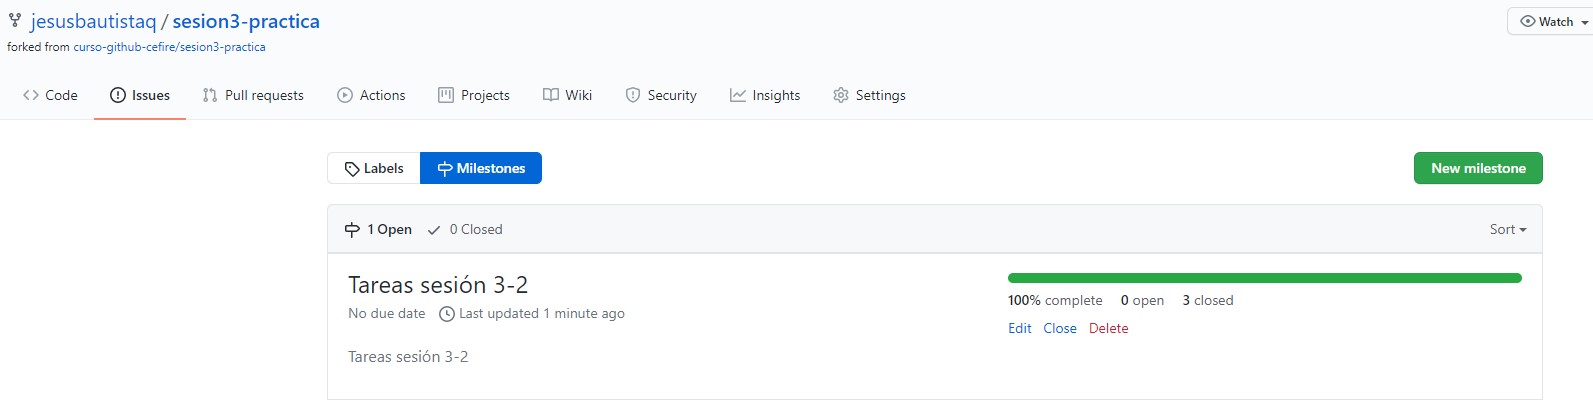 jesusbautistaq / sesion3-practica
Watch
forked from curso-github-cefire/sesion3-practica
Code Issues Pull requests Actions Projects Wiki Security Insights Settings
Labels Milestones New milestone
1 Open 0 Closed Sort
Tareas sesión 3-2
100% complete 0 open 3 closed
No due date Last updated 1 minute ago
Edit Close Delete
Tareas sesión 3-2